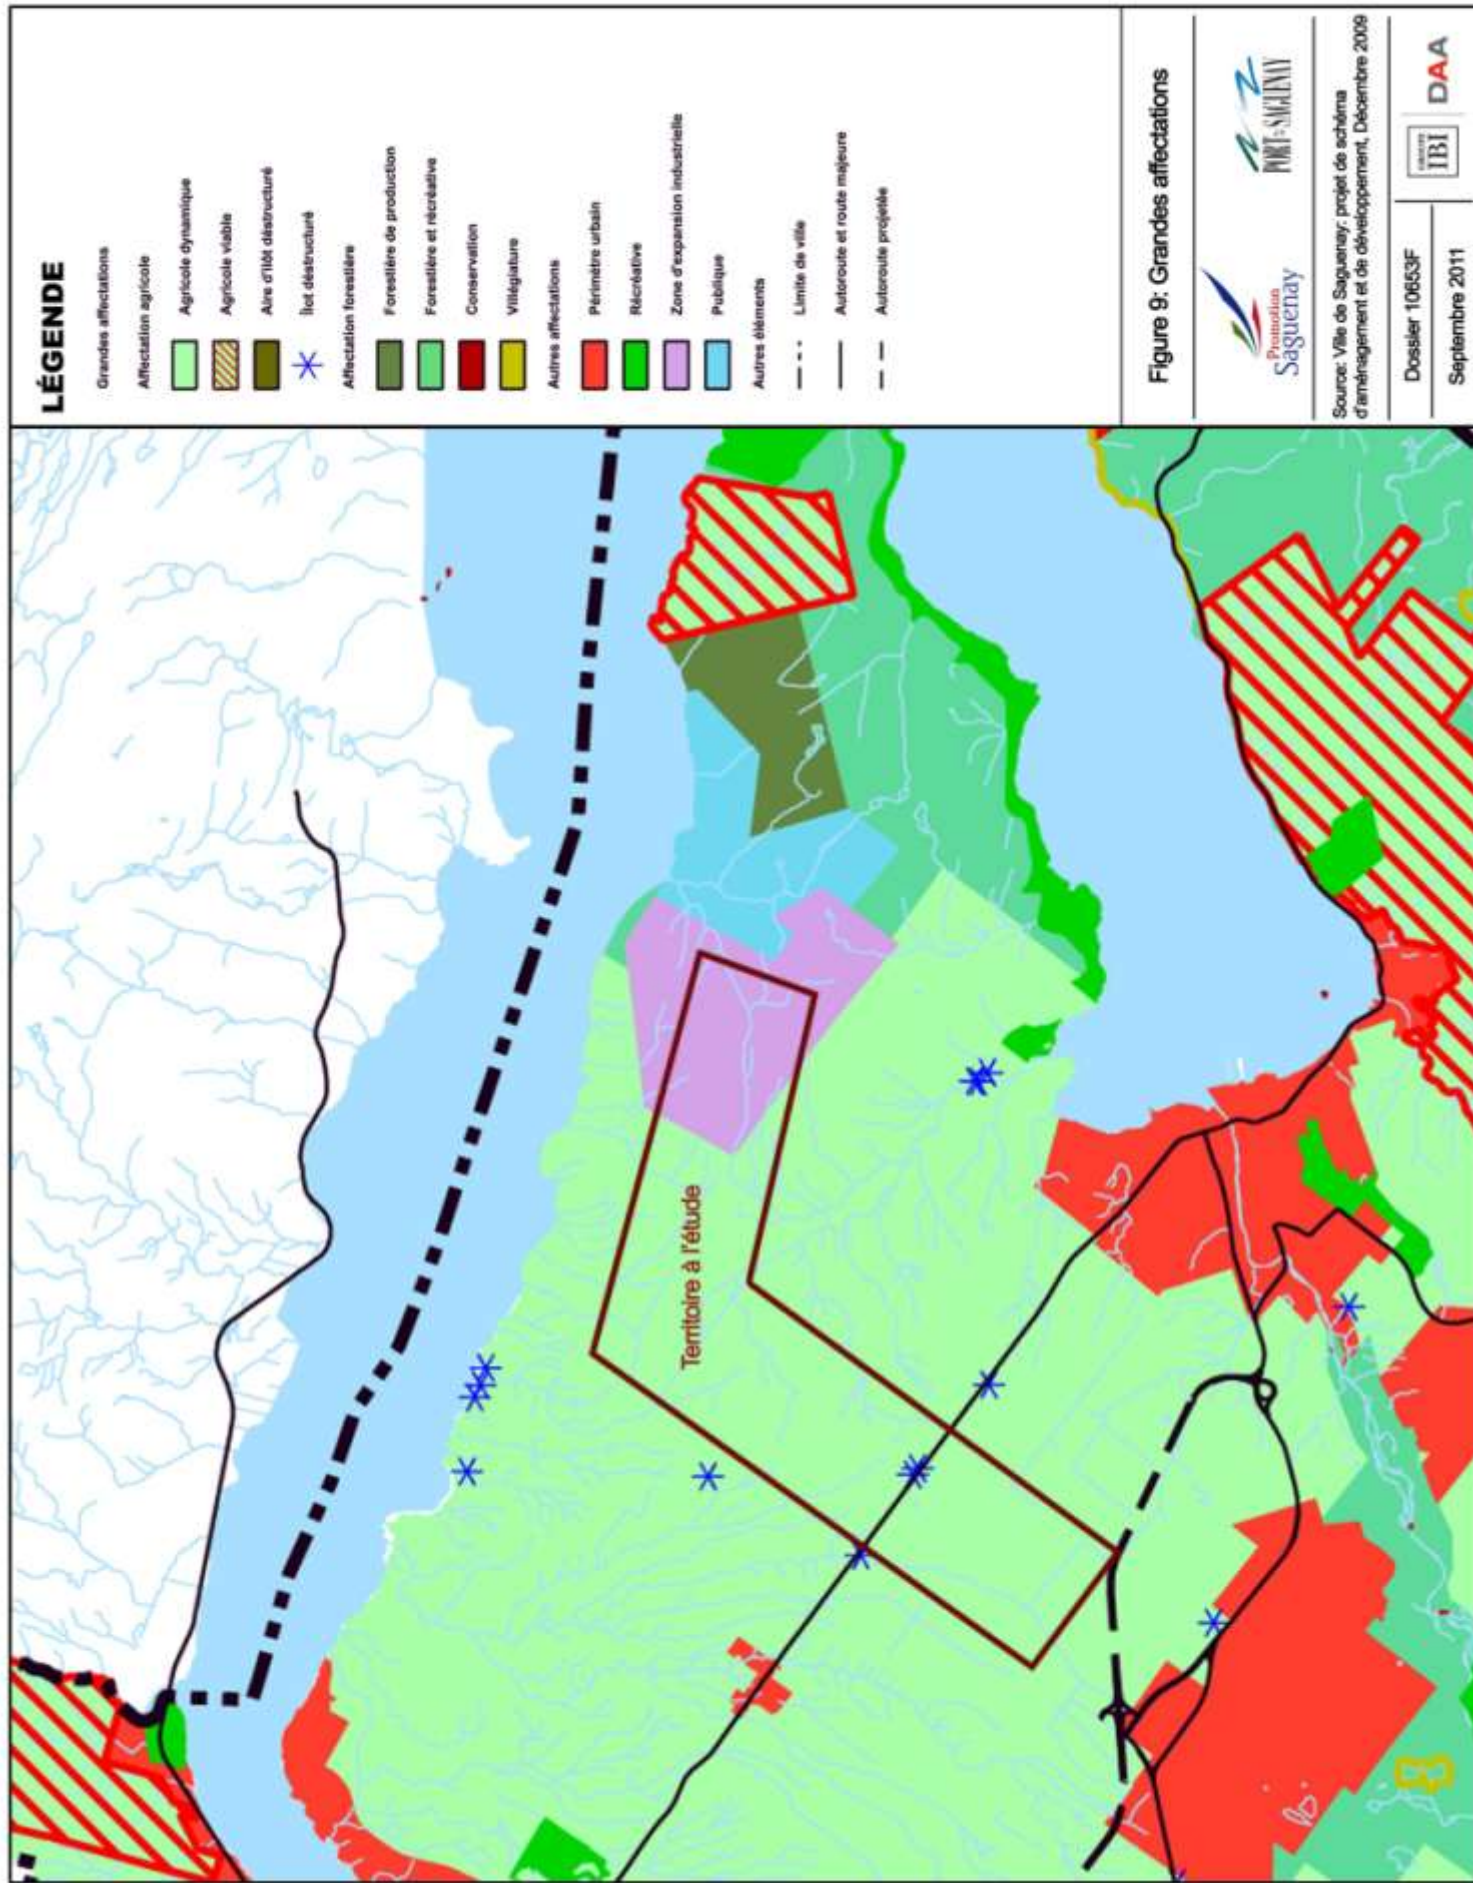 LÉGENDE
Grandes affectations
Affectation agricole
Agricole dynamique
Agricole viable
Aire d'îlôt déstructuré
Îlot déstructuré
Affectation forestière
Forestière de production
Forestière et récréative
Conservation
Villégiature
Autres affectations
Périmètre urbain
Récréative
Zone d'expansion industrielle
Publique
Autres éléments
Limite de ville
Autoroute et route majeure
Autoroute projetée
Figure 9: Grandes affectations
Promotion
Saguenay
PORT DE SAGUENAY
Source: Ville de Saguenay: projet de schéma
d'aménagement et de développement, Décembre 2009
Dossier 10653F
Septembre 2011
GROUPE
IBI
DAA
Territoire à l'étude